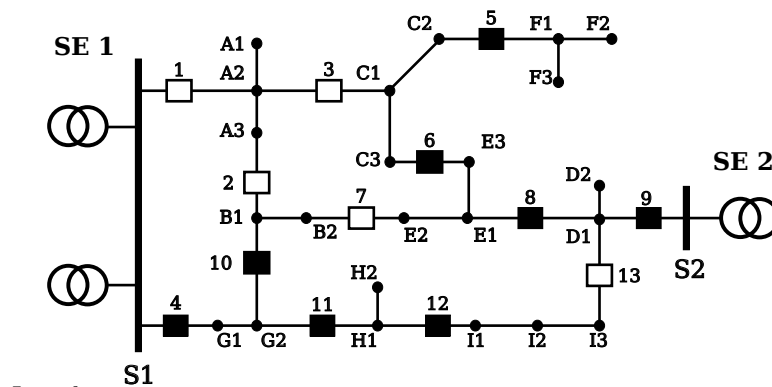 C2 5 F1 F2
SE 1 A1
1 A2 3 C1
F3
A3 6 E3
C3 SE 2
2 D2
7 8 9
B1 B2 E2 E1 D1
10 H2 13 S2
4 11 12
G1 G2 H1 I1 I2 I3
S1